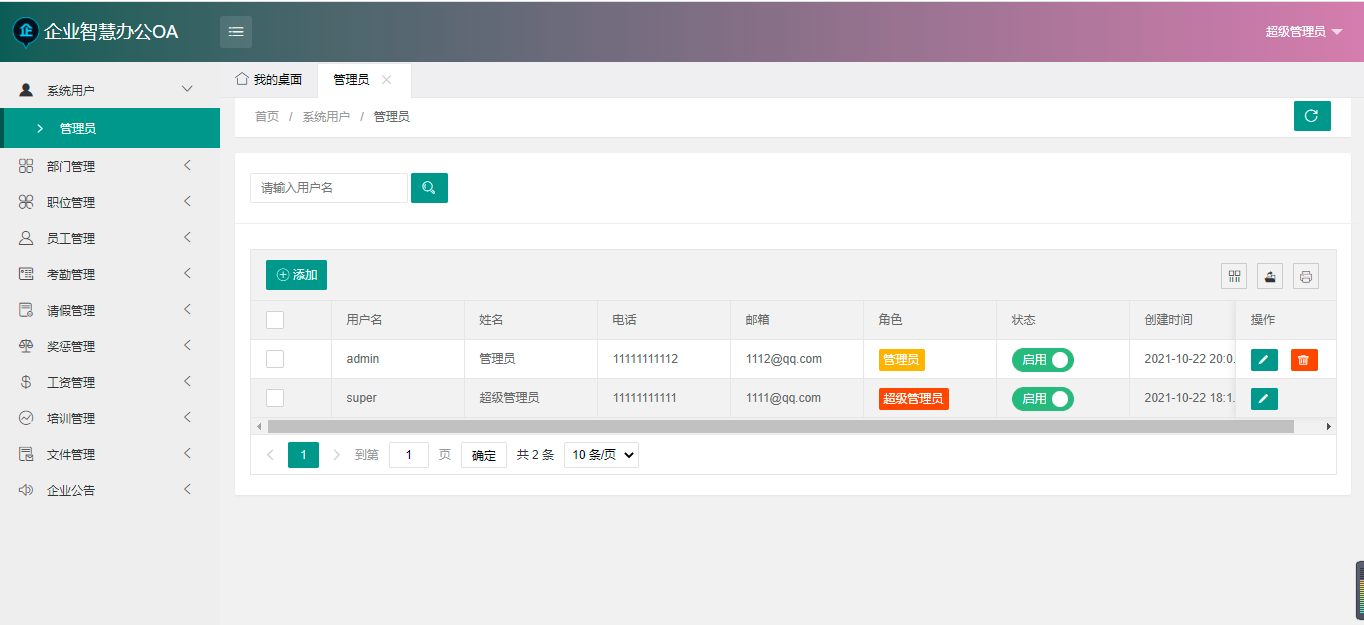 企业智慧办公OA
超级管理员
系统用户
管理员
部门管理
职位管理
员工管理
考勤管理
请假管理
奖惩管理
工资管理
培训管理
文件管理
企业公告
我的桌面 管理员
首页 / 系统用户 / 管理员
请输入用户名
添加
用户名 姓名 电话 邮箱 角色 状态 创建时间 操作
admin 管理员 11111111112 1112@qq.com 管理员 启用 2021-10-22 20:0.
super 超级管理员 11111111111 1111@qq.com 超级管理员 启用 2021-10-22 18:1.
1 到第 1 页 确定 共 2 条 10 条/页